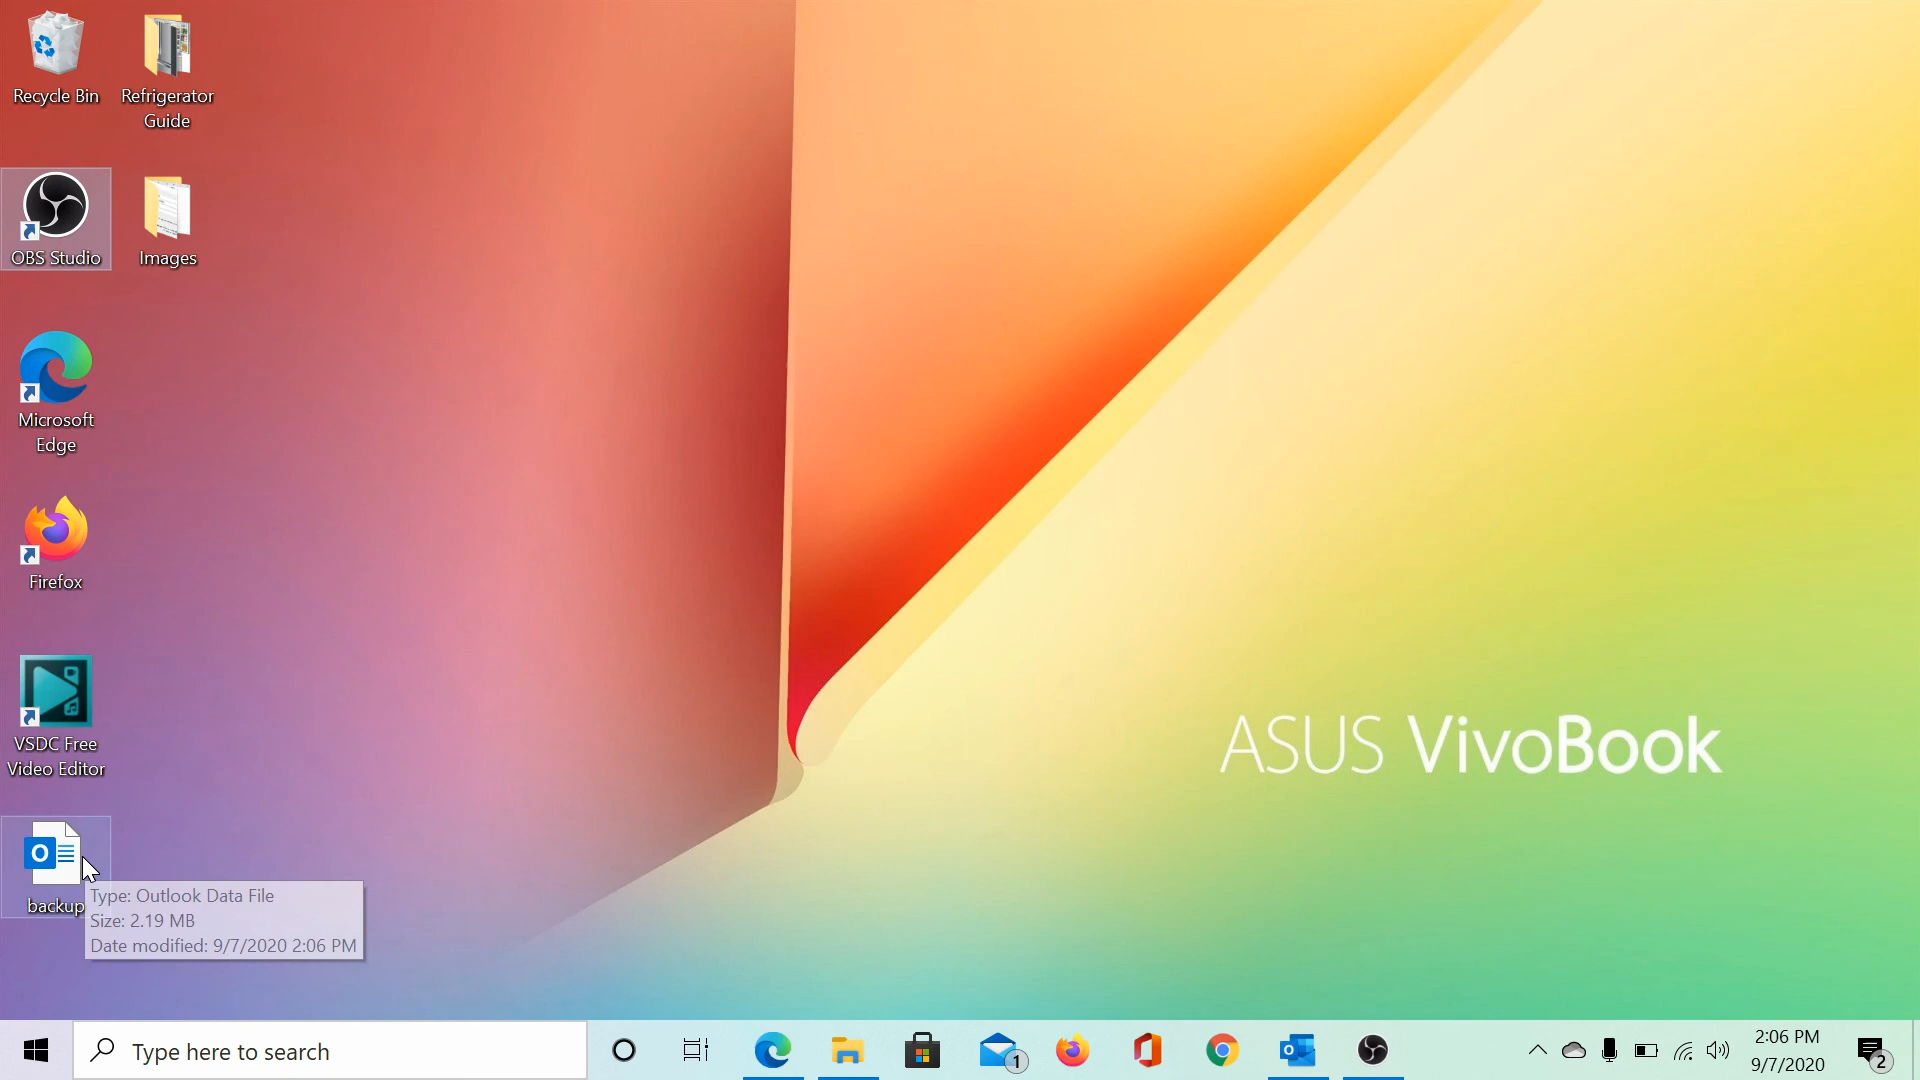 Recycle Bin
Refrigerator
Guide
OBS Studio
Images
Microsoft
Edge
Firefox
VSDC Free
Video Editor
O
backup
Type: Outlook Data File
Size: 2.19 MB
Date modified: 9/7/2020 2:06 PM
ASUS VivoBook
Type here to search
1
O
2:06 PM
9/7/2020
2